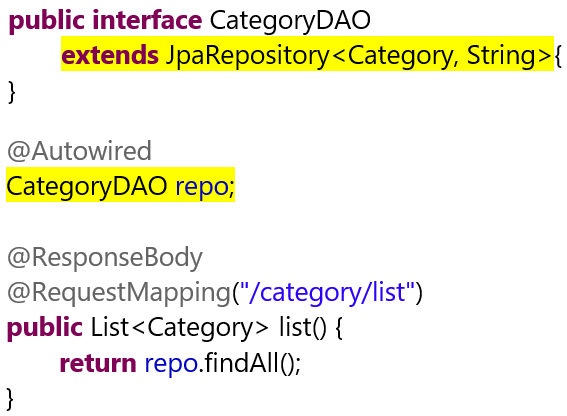 public interface CategoryDAO
extends JpaRepository<Category, String>{
}
@Autowired
CategoryDAO repo;
@ResponseBody
@RequestMapping("/category/list")
public List<Category> list() {
return repo.findAll();
}